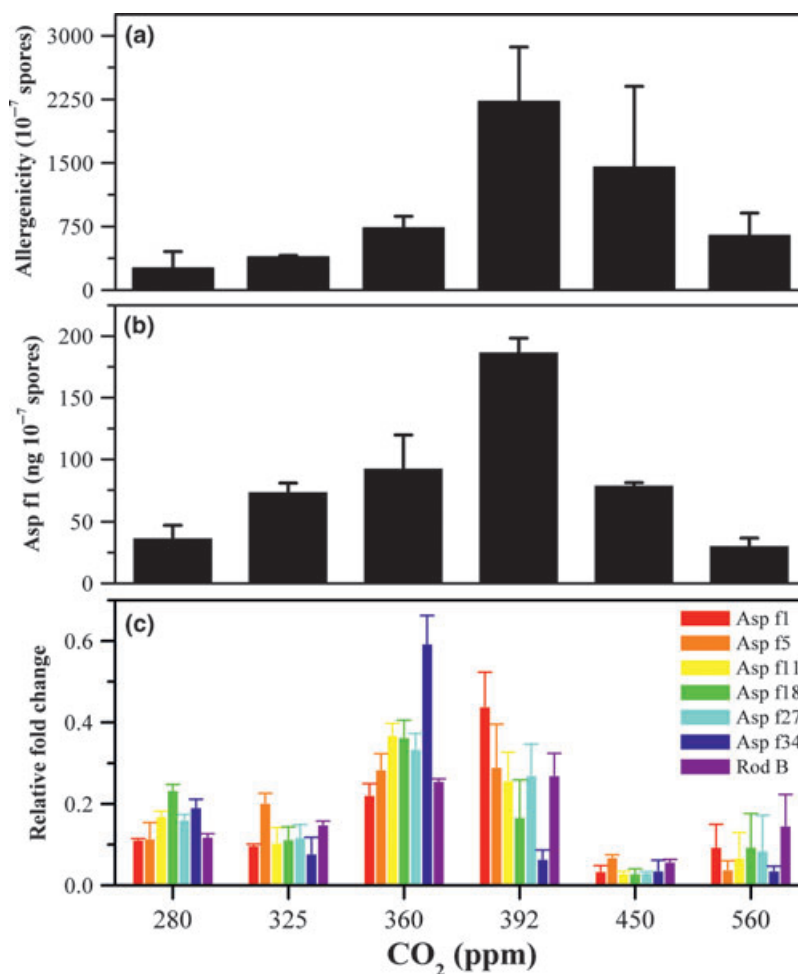 (a)
3000
2250
1500
750
0
Allergenicity (10⁻⁷ spores)
(b)
200
150
100
50
0
Asp f1 (ng 10⁻⁷ spores)
(c)
0.6
0.4
0.2
0.0
Relative fold change
Asp f1
Asp f5
Asp f11
Asp f18
Asp f27
Asp f34
Rod B
280 325 360 392 450 560
CO₂ (ppm)